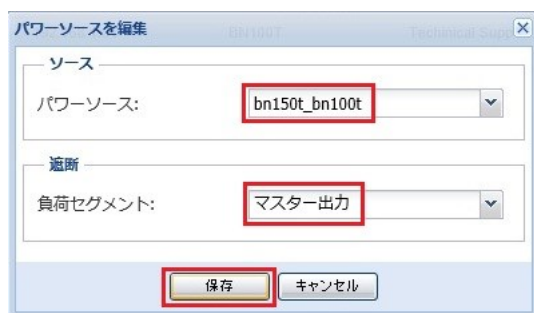 パワーソースを編集
BN100T
Techinical Supp
ソース
パワーソース:
bn150t_bn100t
遮断
負荷セグメント:
マスター出力
保存
キャンセル